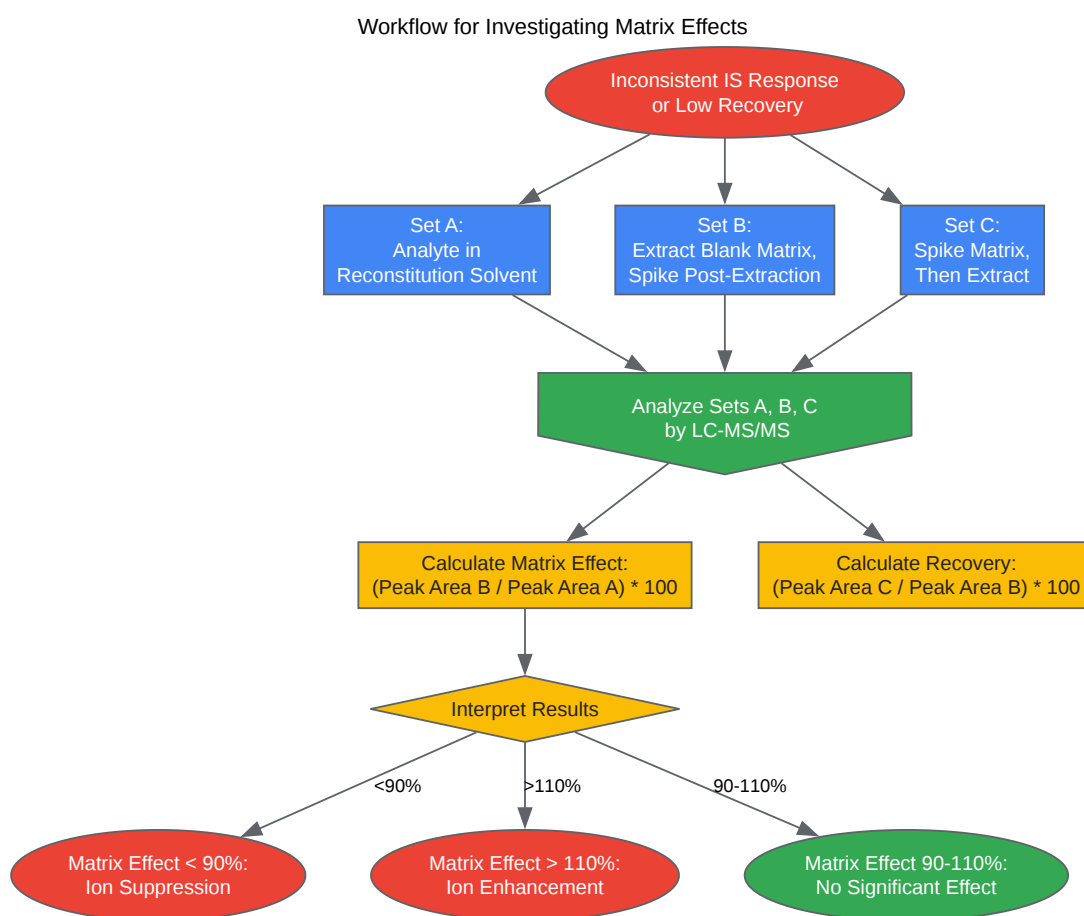 Workflow for Investigating Matrix Effects
Inconsistent IS Response
or Low Recovery
Set A:
Analyte in
Reconstitution Solvent
Set B:
Extract Blank Matrix,
Spike Post-Extraction
Set C:
Spike Matrix,
Then Extract
Analyze Sets A, B, C
by LC-MS/MS
Calculate Matrix Effect:
(Peak Area B / Peak Area A) * 100
Calculate Recovery:
(Peak Area C / Peak Area B) * 100
Interpret Results
<90%
>110%
90-110%
Matrix Effect < 90%:
Ion Suppression
Matrix Effect > 110%:
Ion Enhancement
Matrix Effect 90-110%:
No Significant Effect